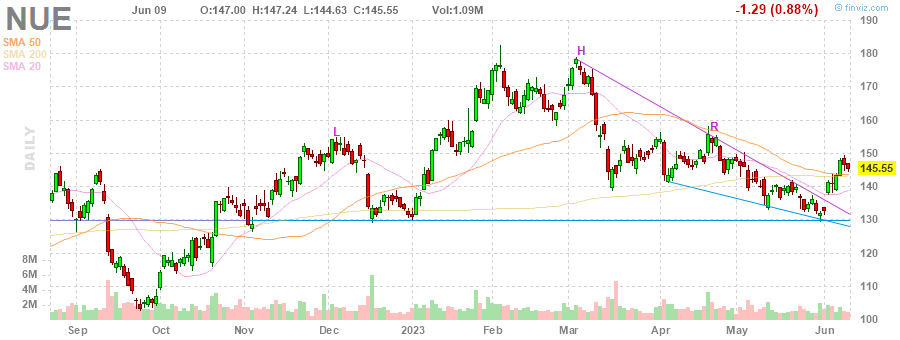 NUE
Jun 09 O:147.00 H:147.24 L:144.63 C:145.55 Vol:1.09M -1.29 (0.88%)
© finviz.com
SMA 50
SMA 200
SMA 20
DAILY
190
180
170
160
150
145.55
140
130
120
110
100
8M
6M
4M
2M
L
H
R
Sep Oct Nov Dec 2023 Feb Mar Apr May Jun